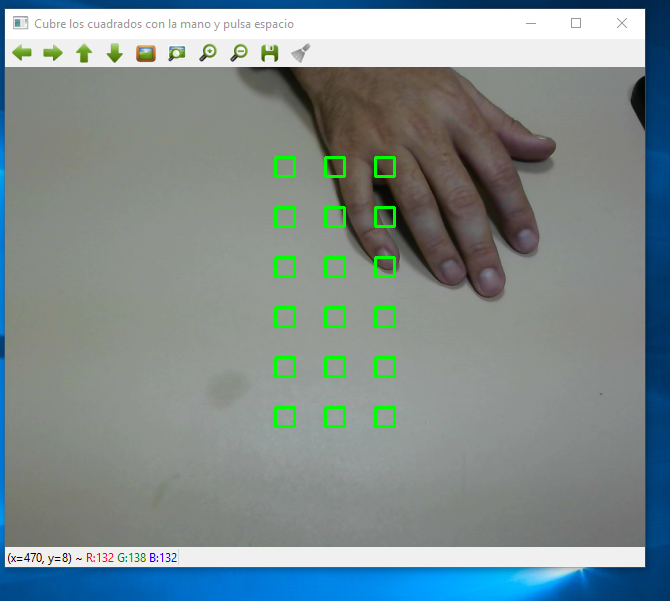 Cubre los cuadrados con la mano y pulsa espacio
(x=470, y=8) ~ R:132 G:138 B:132